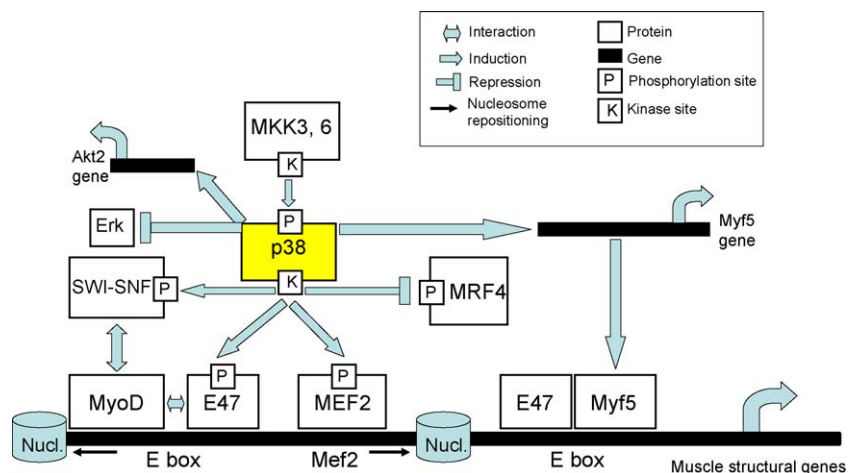 Interaction
Induction
Repression
Nucleosome
repositioning
Protein
Gene
P Phosphorylation site
K Kinase site
MKK3, 6
K
Akt2
gene
Erk
P
p38
K
Myf5
gene
SWI-SNF P
P MRF4
P
P
MyoD
E47
MEF2
E47
Myf5
Nucl.
Nucl.
E box
Mef2
E box
Muscle structural genes